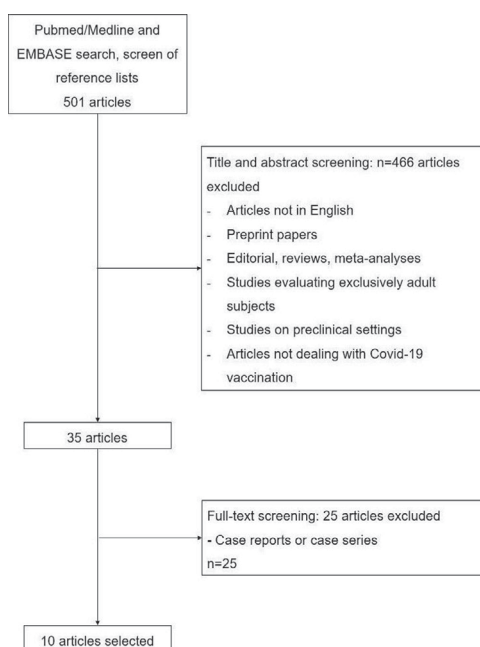 Pubmed/Medline and
EMBASE search, screen of
reference lists
501 articles
Title and abstract screening: n=466 articles
excluded
- Articles not in English
- Preprint papers
- Editorial, reviews, meta-analyses
- Studies evaluating exclusively adult
subjects
- Studies on preclinical settings
- Articles not dealing with Covid-19
vaccination
35 articles
Full-text screening: 25 articles excluded
- Case reports or case series
n=25
10 articles selected